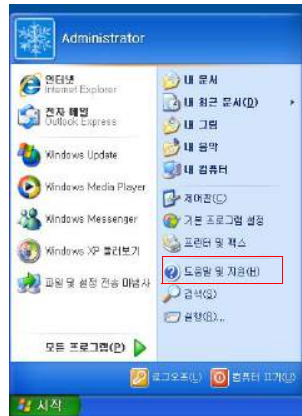 Administrator
인터넷
Internet Explorer
전자 메일
Outlook Express
Windows Update
Windows Media Player
Windows Messenger
Windows XP 둘러보기
파일 및 설정 전송 마법사
모든 프로그램(P)
내 문서
내 최근 문서(D)
내 그림
내 음악
내 컴퓨터
제어판(C)
기본 프로그램 설정
프린터 및 팩스
도움말 및 지원(H)
검색(S)
실행(R)...
로그오프(L)
컴퓨터 끄기(U)
시작